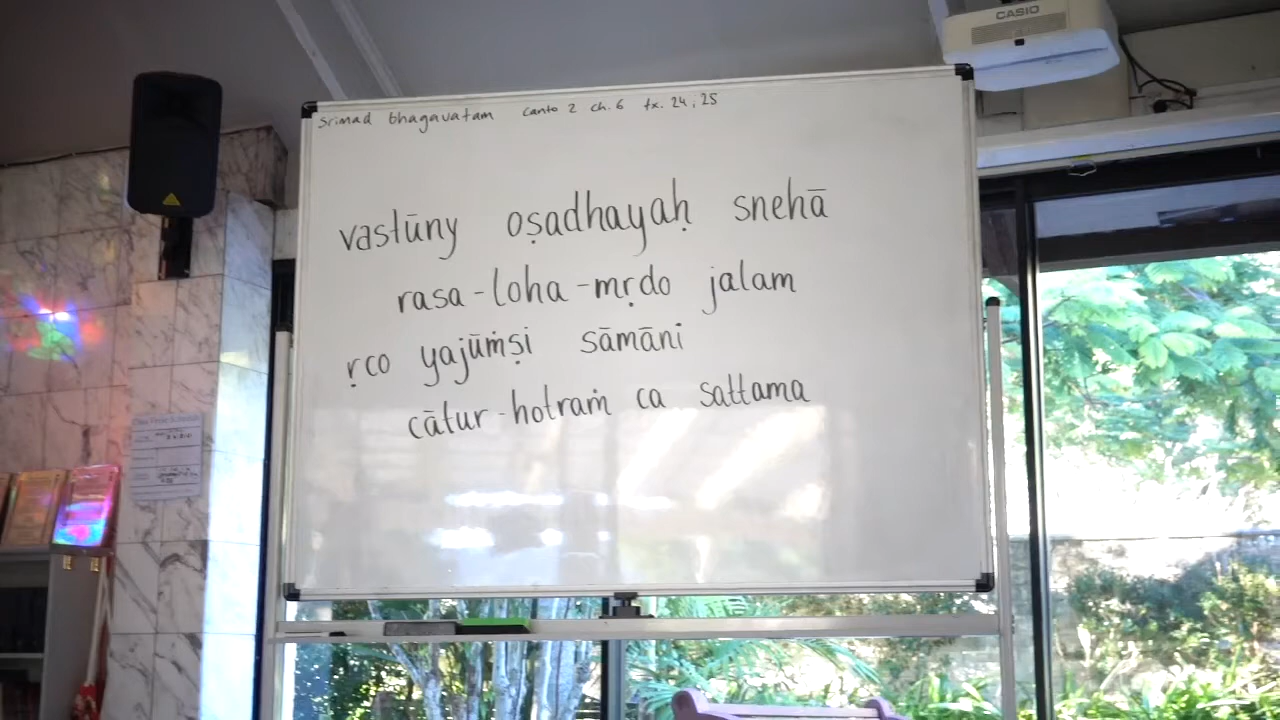 CASIO
Srimad bhagavatam canto 2 ch. 6 tx. 24; 25
vastūny oṣadhayaḥ snehā
rasa-loha-mṛdo jalam
ṛco yajūṁṣi sāmāni
cātur-hotraṁ ca sattama